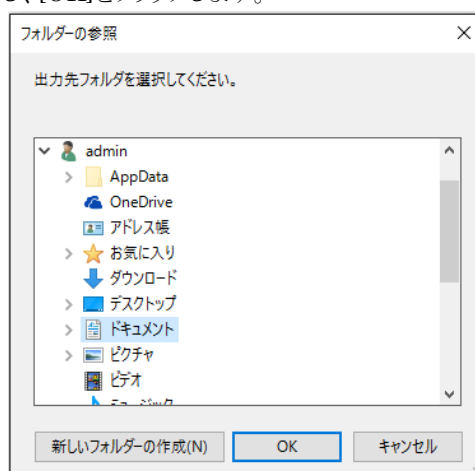 フォルダーの参照
出力先フォルダを選択してください。
admin
AppData
OneDrive
アドレス帳
お気に入り
ダウンロード
デスクトップ
ドキュメント
ピクチャ
ビデオ
新しいフォルダーの作成(N)
OK
キャンセル